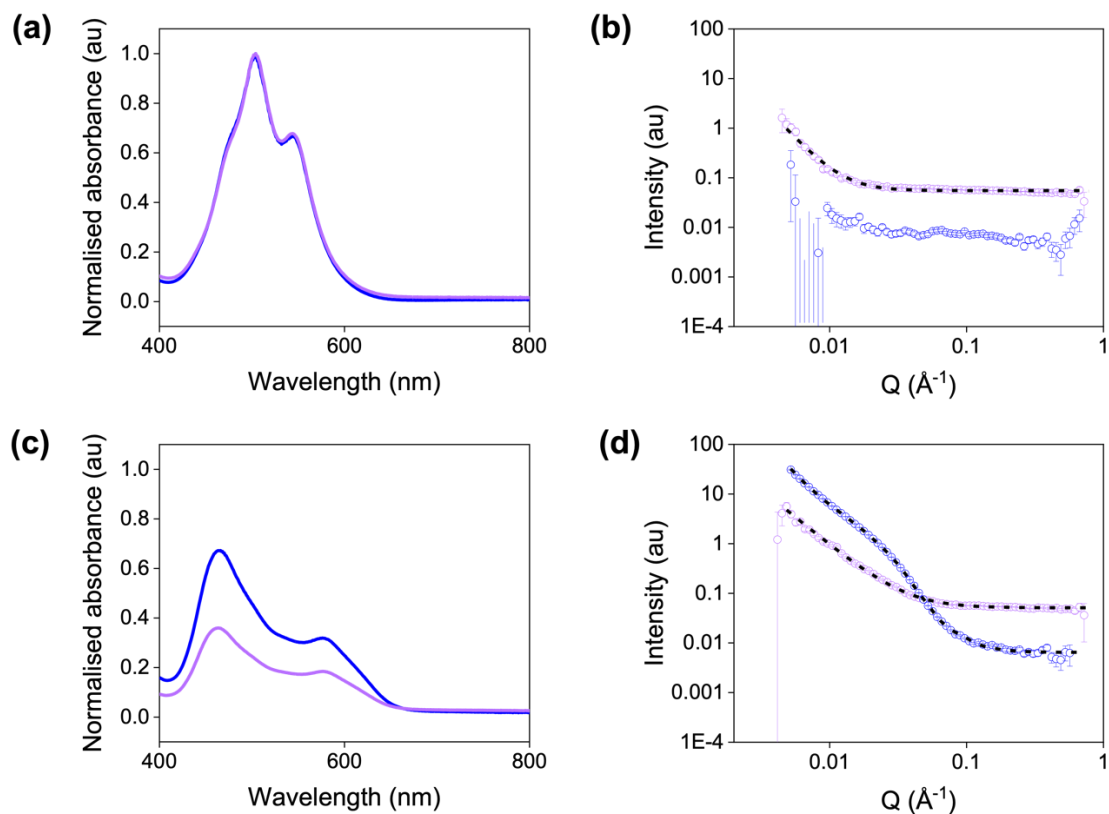 (a)
Normalised absorbance (au)
1.0
0.8
0.6
0.4
0.2
0.0
400
600
800
Wavelength (nm)
(b)
Intensity (au)
100
10
1
0.1
0.01
0.001
1E-4
0.01
0.1
1
Q (Å⁻¹)
(c)
Normalised absorbance (au)
1.0
0.8
0.6
0.4
0.2
0.0
400
600
800
Wavelength (nm)
(d)
Intensity (au)
100
10
1
0.1
0.01
0.001
1E-4
0.01
0.1
1
Q (Å⁻¹)